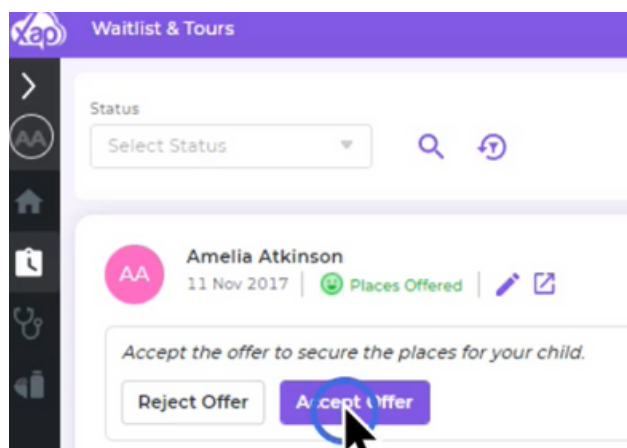 xap Waitlist & Tours
AA
Status
Select Status
AA
Amelia Atkinson
11 Nov 2017 Places Offered
Accept the offer to secure the places for your child.
Reject Offer Accept Offer